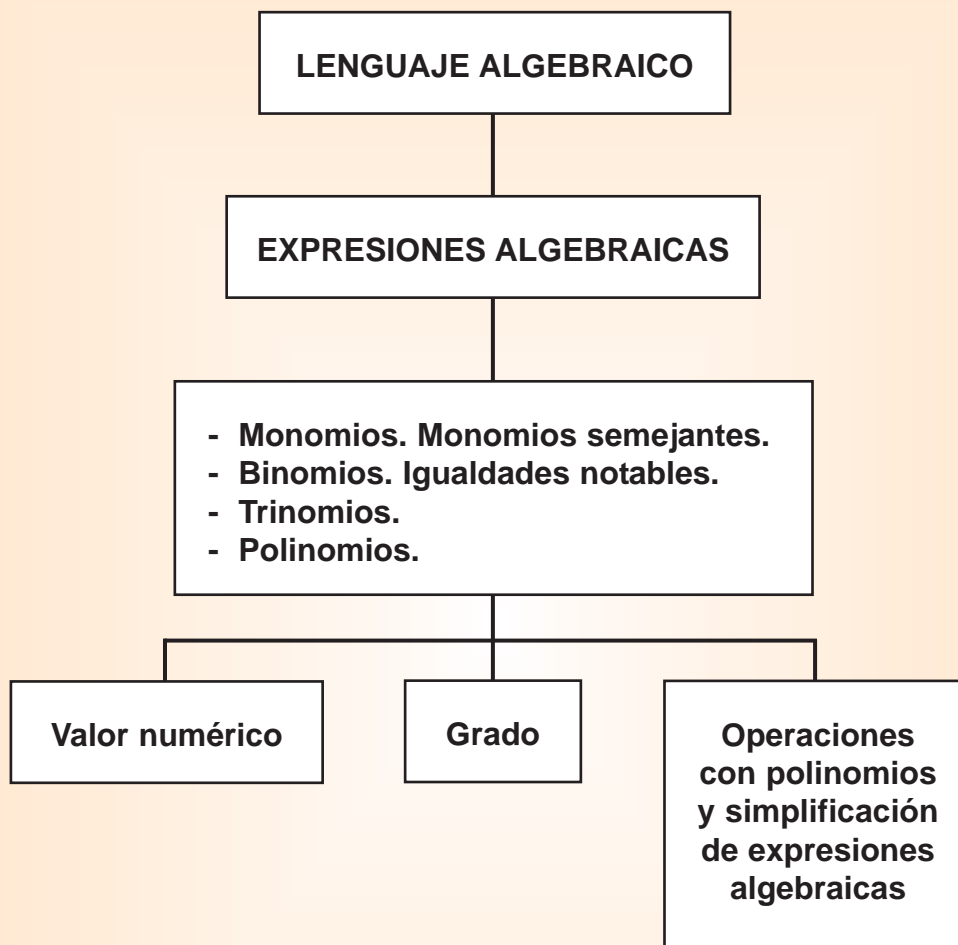 LENGUAJE ALGEBRAICO
EXPRESIONES ALGEBRAICAS
- Monomios. Monomios semejantes.
- Binomios. Igualdades notables.
- Trinomios.
- Polinomios.
Valor numérico
Grado
Operaciones
con polinomios
y simplificación
de expresiones
algebraicas